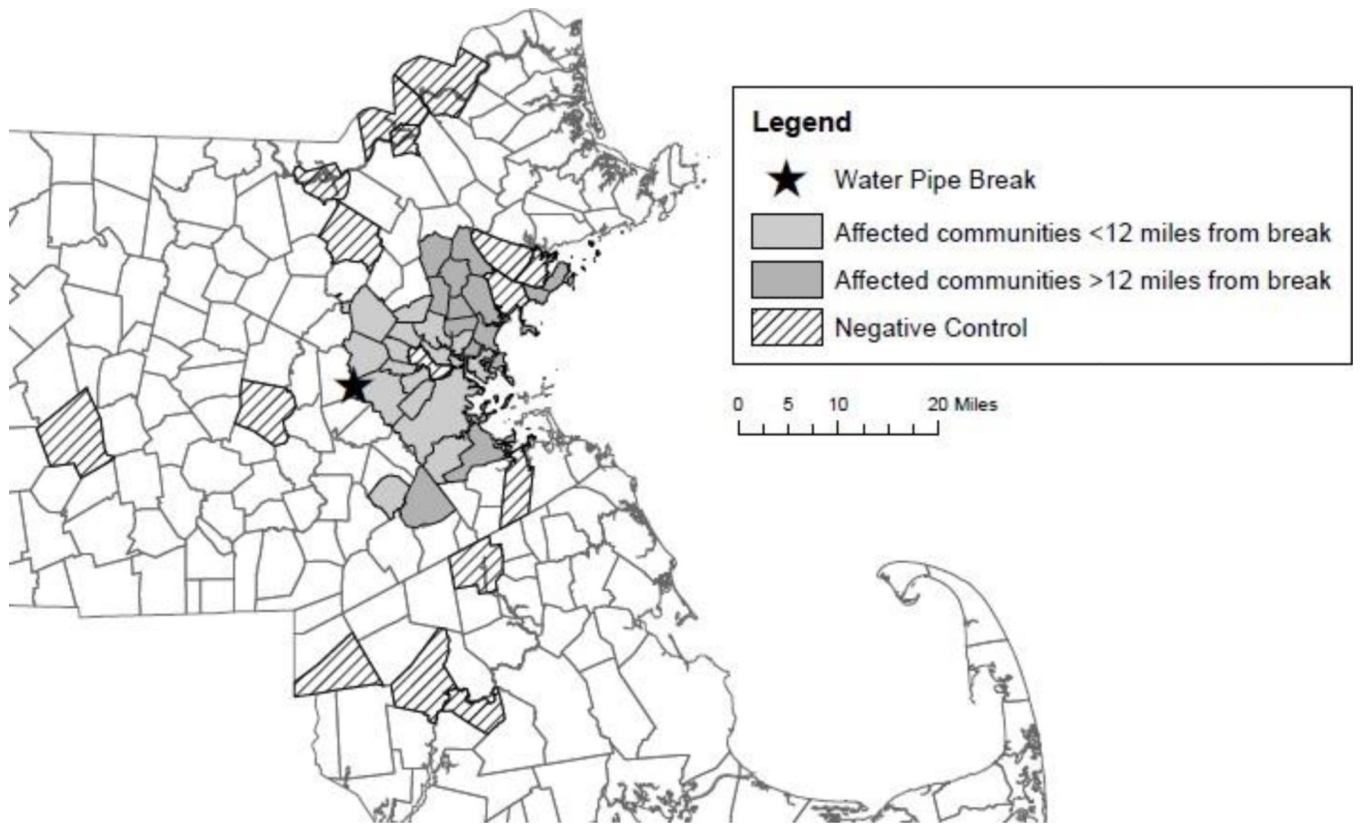 Legend
Water Pipe Break
Affected communities <12 miles from break
Affected communities >12 miles from break
Negative Control
0 5 10 20 Miles